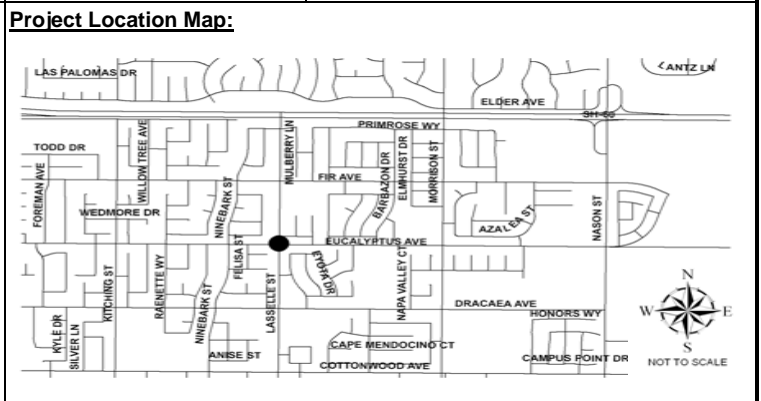 Project Location Map:
LAS PALOMAS DR
LANTZ LN
ELDER AVE
SH-60
PRIMROSE WY
TODD DR
WILLOW TREE AVE
MULBERRY LN
FIR AVE
BARBAZON DR
ELMHURST DR
MORRISON ST
FOREMAN AVE
WEDMORE DR
NINEBARK ST
AZALEA ST
NASON ST
FELISA ST
EUCALYPTUS AVE
KITCHING ST
RAENETTE WY
NINEBARK ST
LASSELLE ST
EYOTA DR
NAPA VALLEY CT
DRACAEA AVE
HONORS WY
KYLE DR
SILVER LN
ANISE ST
CAPE MENDOCINO CT
COTTONWOOD AVE
CAMPUS POINT DR
N
W E
S
NOT TO SCALE